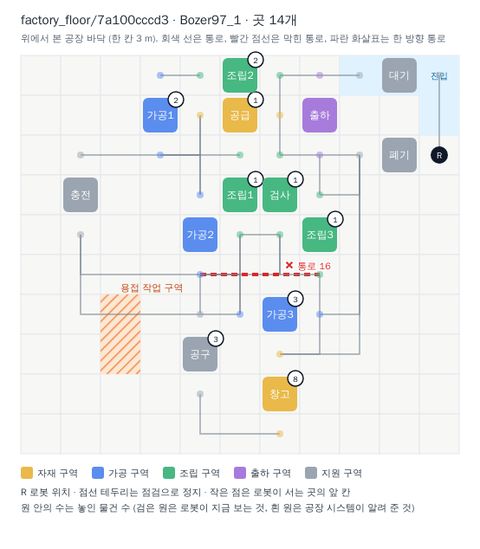 factory_floor/7a100cccd3 · Bozer97_1 · 곳 14개
위에서 본 공장 바닥 (한 칸 3 m). 회색 선은 통로, 빨간 점선은 막힌 통로, 파란 화살표는 한 방향 통로
조립2 2
대기
진입
가공1 2
공급 1
출하
폐기
R
충전
조립1 1
검사 1
가공2
조립3 1
✕ 통로 16
용접 작업 구역
가공3 3
공구 3
창고 8
자재 구역
가공 구역
조립 구역
출하 구역
지원 구역
R 로봇 위치 · 점선 테두리는 점검으로 정지 · 작은 점은 로봇이 서는 곳의 앞 칸
원 안의 수는 놓인 물건 수 (검은 원은 로봇이 지금 보는 것, 흰 원은 공장 시스템이 알려 준 것)